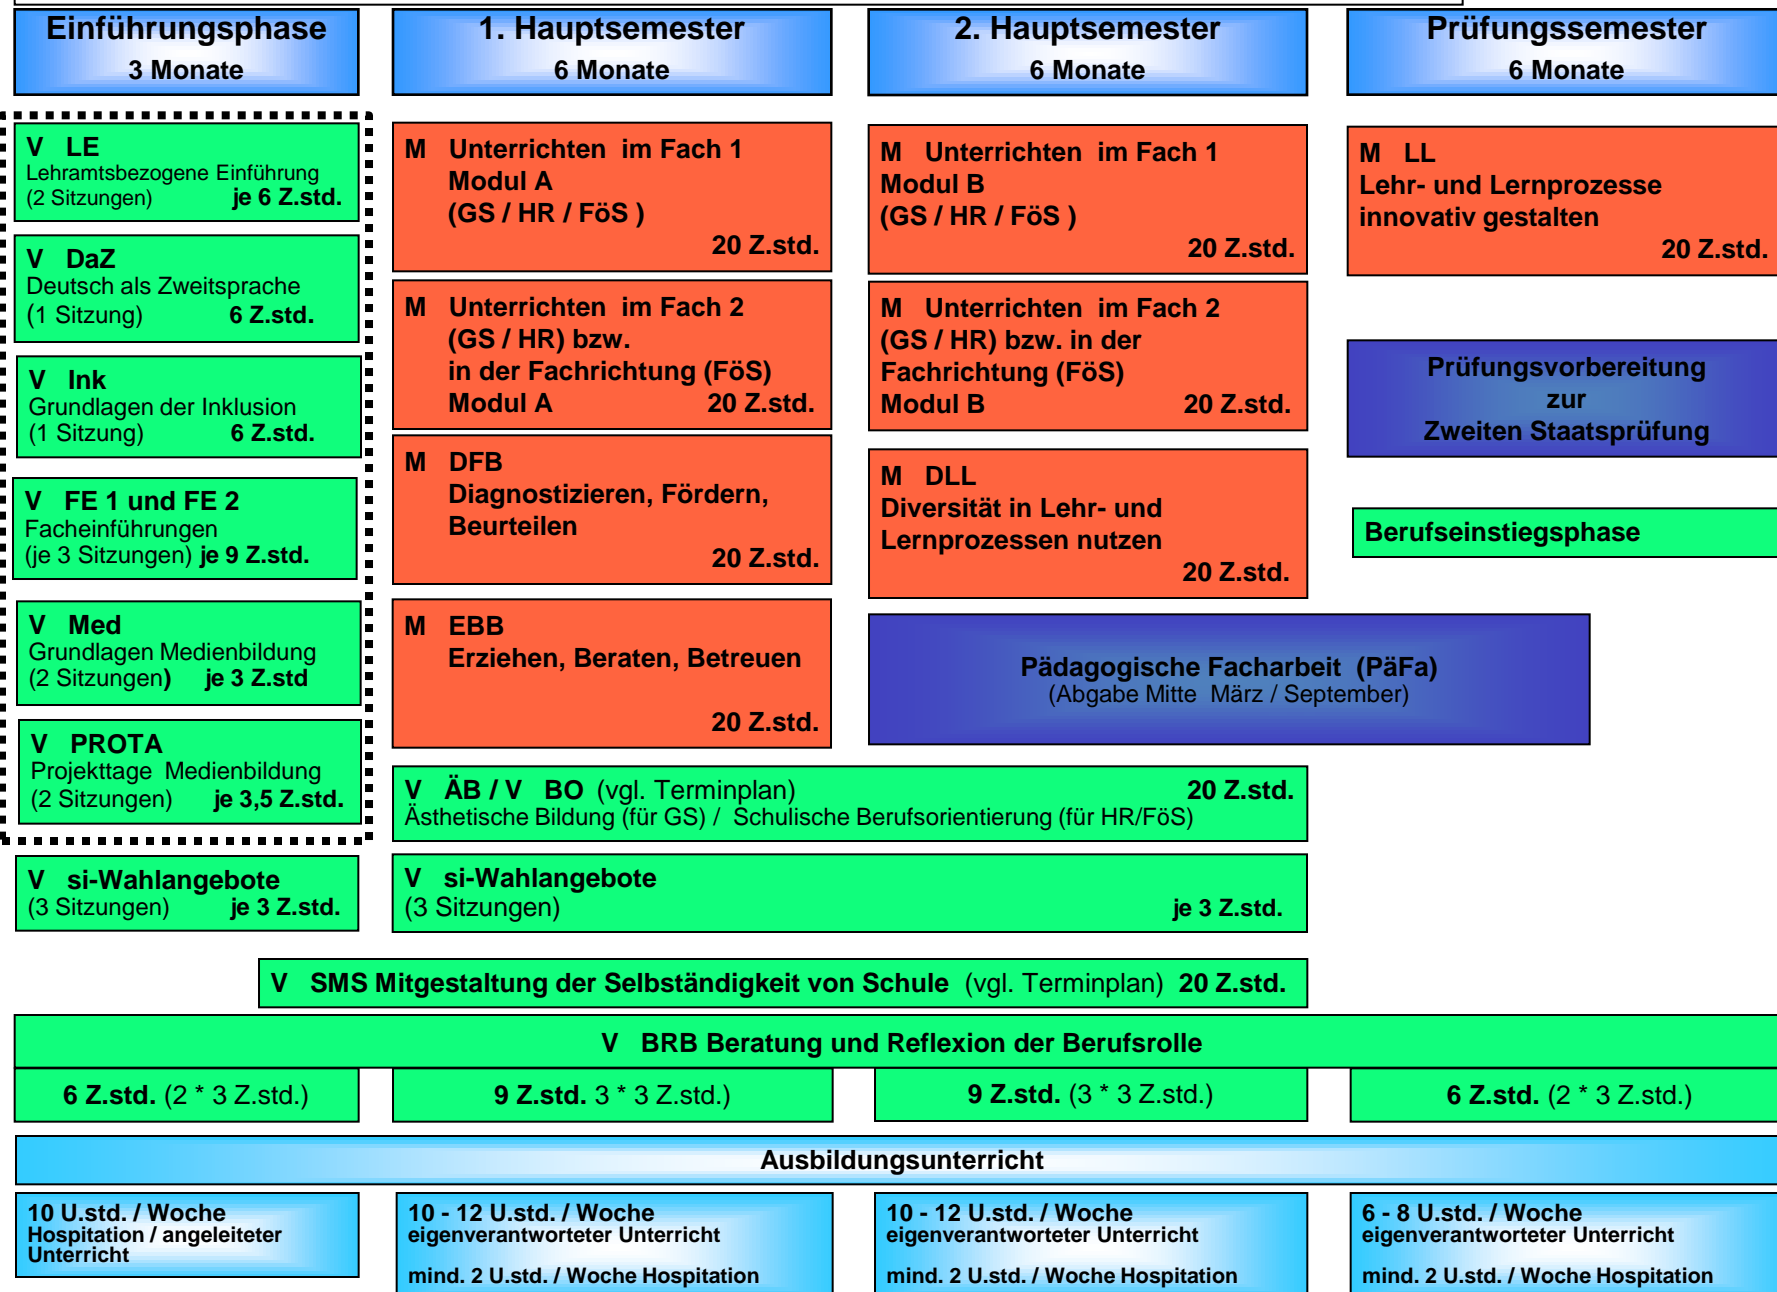 Einführungsphase
3 Monate
1. Hauptsemester
6 Monate
2. Hauptsemester
6 Monate
Prüfungssemester
6 Monate
V LE
Lehramtsbezogene Einführung
(2 Sitzungen) je 6 Z.std.
V DaZ
Deutsch als Zweitsprache
(1 Sitzung) 6 Z.std.
V Ink
Grundlagen der Inklusion
(1 Sitzung) 6 Z.std.
V FE 1 und FE 2
Facheinführungen
(je 3 Sitzungen) je 9 Z.std.
V Med
Grundlagen Medienbildung
(2 Sitzungen) je 3 Z.std
V PROTA
Projekttage Medienbildung
(2 Sitzungen) je 3,5 Z.std.
V si-Wahlangebote
(3 Sitzungen) je 3 Z.std.
M Unterrichten im Fach 1
Modul A
(GS / HR / FöS )
20 Z.std.
M Unterrichten im Fach 2
(GS / HR) bzw.
in der Fachrichtung (FöS)
Modul A 20 Z.std.
M DFB
Diagnostizieren, Fördern,
Beurteilen
20 Z.std.
M EBB
Erziehen, Beraten, Betreuen
20 Z.std.
M Unterrichten im Fach 1
Modul B
(GS / HR / FöS )
20 Z.std.
M Unterrichten im Fach 2
(GS / HR) bzw. in der
Fachrichtung (FöS)
Modul B 20 Z.std.
M DLL
Diversität in Lehr- und
Lernprozessen nutzen
20 Z.std.
Pädagogische Facharbeit (PäFa)
(Abgabe Mitte März / September)
M LL
Lehr- und Lernprozesse
innovativ gestalten
20 Z.std.
Prüfungsvorbereitung
zur
Zweiten Staatsprüfung
Berufseinstiegsphase
V ÄB / V BO (vgl. Terminplan) 20 Z.std.
Ästhetische Bildung (für GS) / Schulische Berufsorientierung (für HR/FöS)
V si-Wahlangebote
(3 Sitzungen) je 3 Z.std.
V SMS Mitgestaltung der Selbständigkeit von Schule (vgl. Terminplan) 20 Z.std.
V BRB Beratung und Reflexion der Berufsrolle
6 Z.std. (2 * 3 Z.std.)
9 Z.std. 3 * 3 Z.std.)
9 Z.std. (3 * 3 Z.std.)
6 Z.std. (2 * 3 Z.std.)
Ausbildungsunterricht
10 U.std. / Woche
Hospitation / angeleiteter
Unterricht
10 - 12 U.std. / Woche
eigenverantworteter Unterricht
mind. 2 U.std. / Woche Hospitation
10 - 12 U.std. / Woche
eigenverantworteter Unterricht
mind. 2 U.std. / Woche Hospitation
6 - 8 U.std. / Woche
eigenverantworteter Unterricht
mind. 2 U.std. / Woche Hospitation